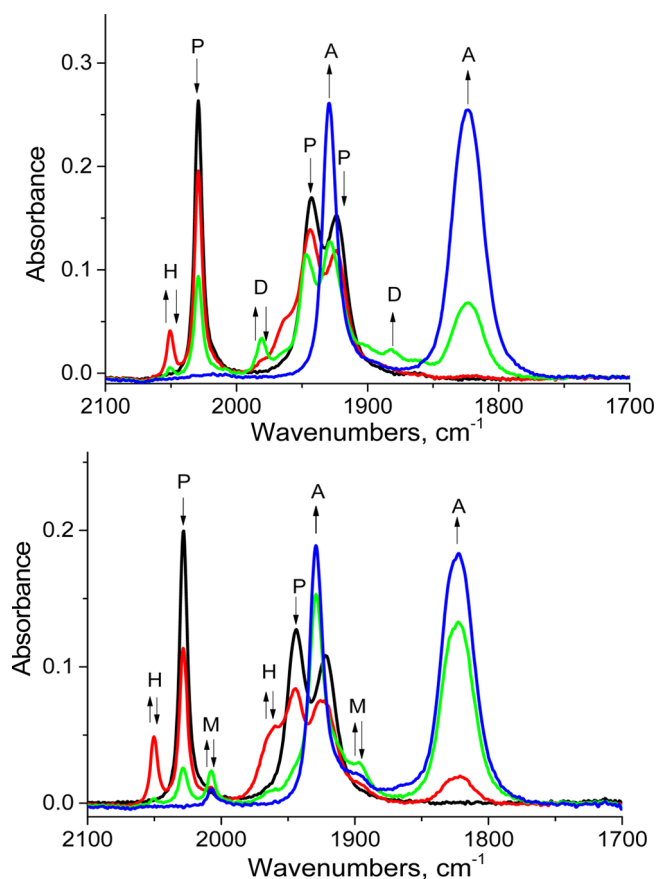 P
A
A
0.3
P
P
0.2
Absorbance
H
D
D
0.1
0.0
2100
2000
1900
1800
1700
Wavenumbers, cm-1
P
A
A
0.2
P
H
H
Absorbance
M
M
0.1
0.0
2100
2000
1900
1800
1700
Wavenumbers, cm-1